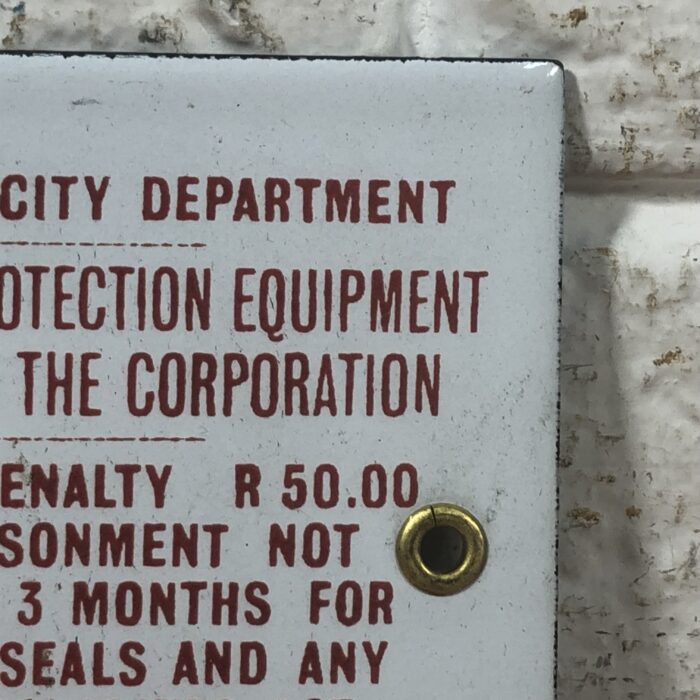 CITY DEPARTMENT
OTECTION EQUIPMENT
THE CORPORATION
ENALTY R 50.00
SONMENT NOT
3 MONTHS FOR
SEALS AND ANY